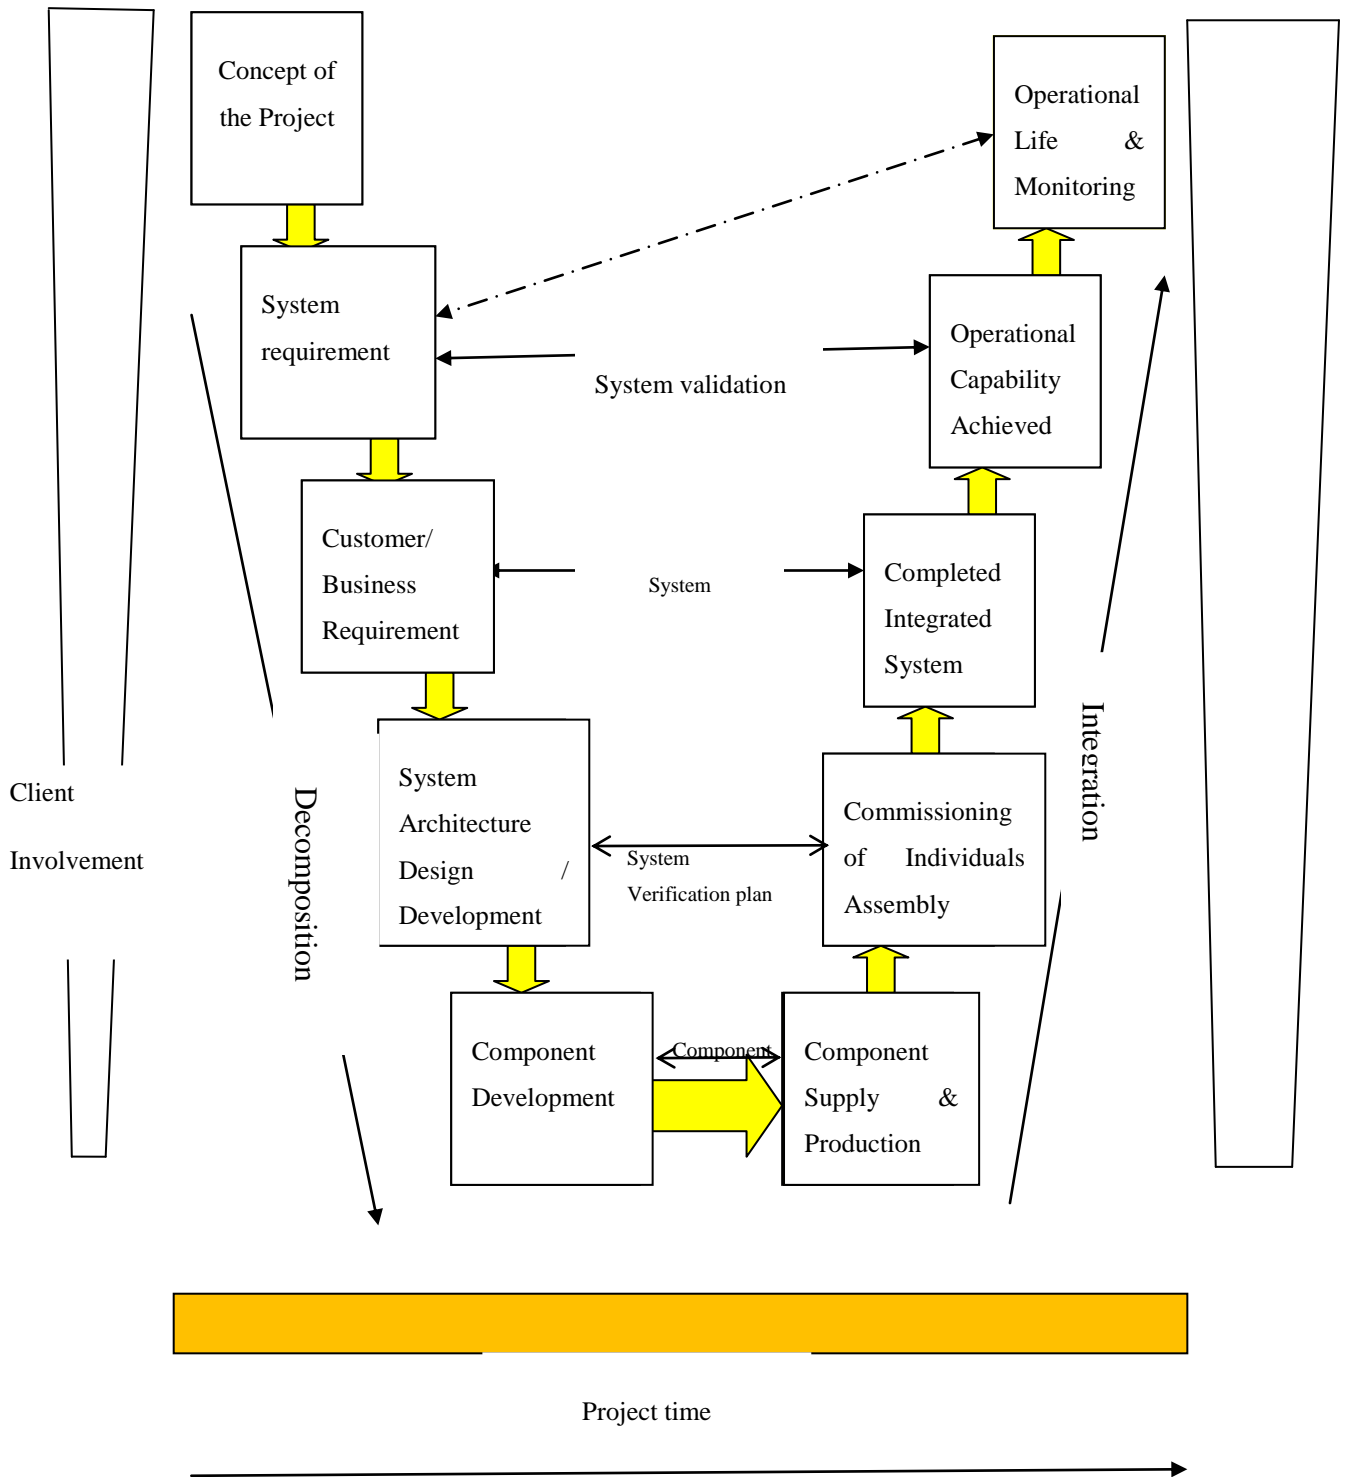 Concept of
the Project
Operational
Life &
Monitoring
System
requirement
Operational
Capability
Achieved
System validation
Customer/
Business
Requirement
System
Completed
Integrated
System
Client
Involvement
Decomposition
System
Architecture
Design /
Development
System
Verification plan
Commissioning
of Individuals
Assembly
Integration
Component
Development
Component
Component
Supply &
Production
Project time